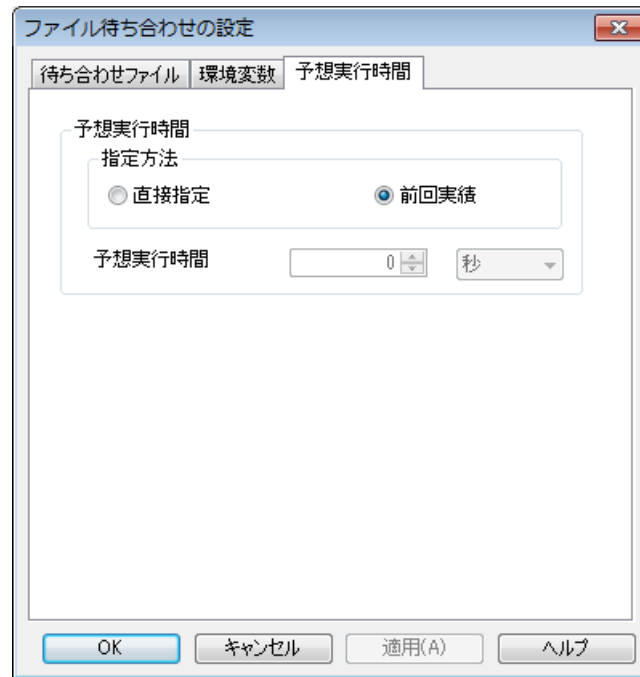 ファイル待ち合わせの設定
待ち合わせファイル 環境変数 予想実行時間
予想実行時間
指定方法
直接指定 前回実績
予想実行時間 0 秒
OK キャンセル 適用(A) ヘルプ